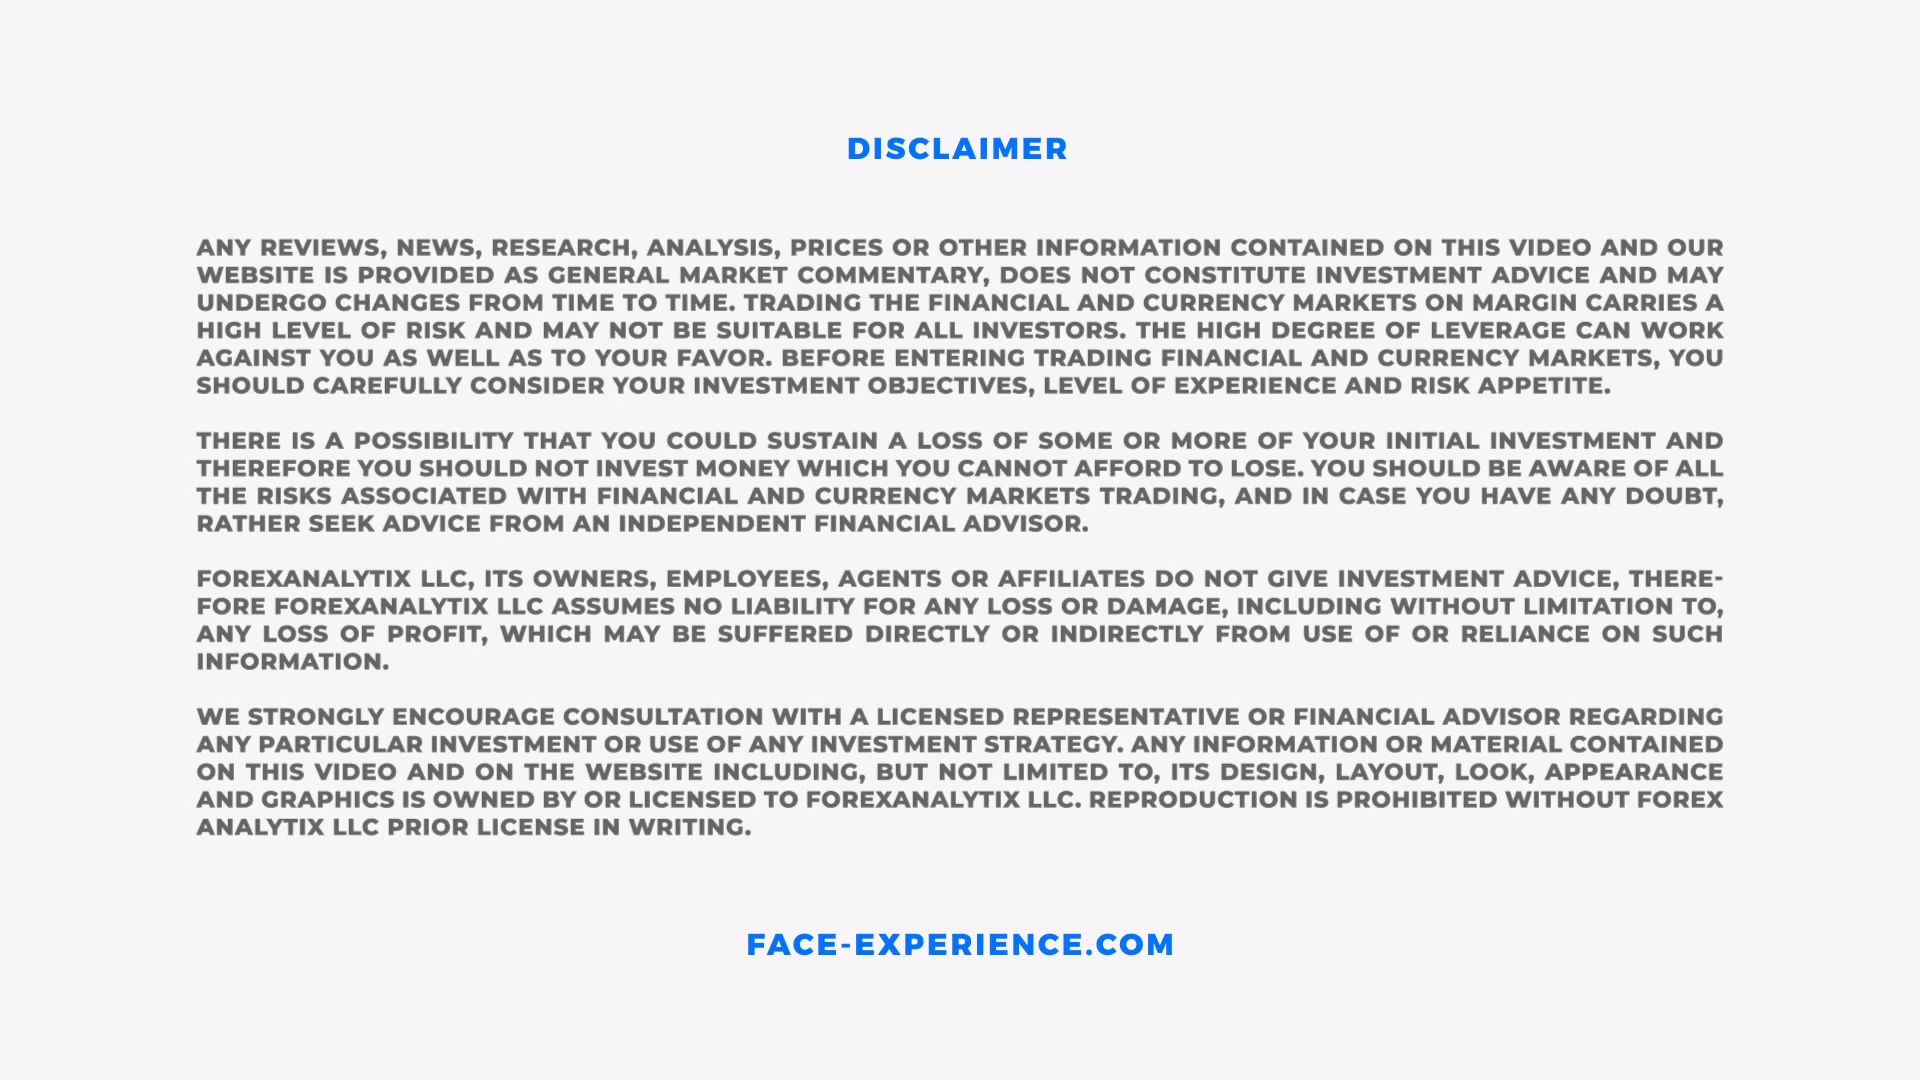 DISCLAIMER
ANY REVIEWS, NEWS, RESEARCH, ANALYSIS, PRICES OR OTHER INFORMATION CONTAINED ON THIS VIDEO AND OUR
WEBSITE IS PROVIDED AS GENERAL MARKET COMMENTARY, DOES NOT CONSTITUTE INVESTMENT ADVICE AND MAY
UNDERGO CHANGES FROM TIME TO TIME. TRADING THE FINANCIAL AND CURRENCY MARKETS ON MARGIN CARRIES A
HIGH LEVEL OF RISK AND MAY NOT BE SUITABLE FOR ALL INVESTORS. THE HIGH DEGREE OF LEVERAGE CAN WORK
AGAINST YOU AS WELL AS TO YOUR FAVOR. BEFORE ENTERING TRADING FINANCIAL AND CURRENCY MARKETS, YOU
SHOULD CAREFULLY CONSIDER YOUR INVESTMENT OBJECTIVES, LEVEL OF EXPERIENCE AND RISK APPETITE.
THERE IS A POSSIBILITY THAT YOU COULD SUSTAIN A LOSS OF SOME OR MORE OF YOUR INITIAL INVESTMENT AND
THEREFORE YOU SHOULD NOT INVEST MONEY WHICH YOU CANNOT AFFORD TO LOSE. YOU SHOULD BE AWARE OF ALL
THE RISKS ASSOCIATED WITH FINANCIAL AND CURRENCY MARKETS TRADING, AND IN CASE YOU HAVE ANY DOUBT,
RATHER SEEK ADVICE FROM AN INDEPENDENT FINANCIAL ADVISOR.
FOREXANALYTIX LLC, ITS OWNERS, EMPLOYEES, AGENTS OR AFFILIATES DO NOT GIVE INVESTMENT ADVICE, THERE-
FORE FOREXANALYTIX LLC ASSUMES NO LIABILITY FOR ANY LOSS OR DAMAGE, INCLUDING WITHOUT LIMITATION TO,
ANY LOSS OF PROFIT, WHICH MAY BE SUFFERED DIRECTLY OR INDIRECTLY FROM USE OF OR RELIANCE ON SUCH
INFORMATION.
WE STRONGLY ENCOURAGE CONSULTATION WITH A LICENSED REPRESENTATIVE OR FINANCIAL ADVISOR REGARDING
ANY PARTICULAR INVESTMENT OR USE OF ANY INVESTMENT STRATEGY. ANY INFORMATION OR MATERIAL CONTAINED
ON THIS VIDEO AND ON THE WEBSITE INCLUDING, BUT NOT LIMITED TO, ITS DESIGN, LAYOUT, LOOK, APPEARANCE
AND GRAPHICS IS OWNED BY OR LICENSED TO FOREXANALYTIX LLC. REPRODUCTION IS PROHIBITED WITHOUT FOREX
ANALYTIX LLC PRIOR LICENSE IN WRITING.
FACE-EXPERIENCE.COM